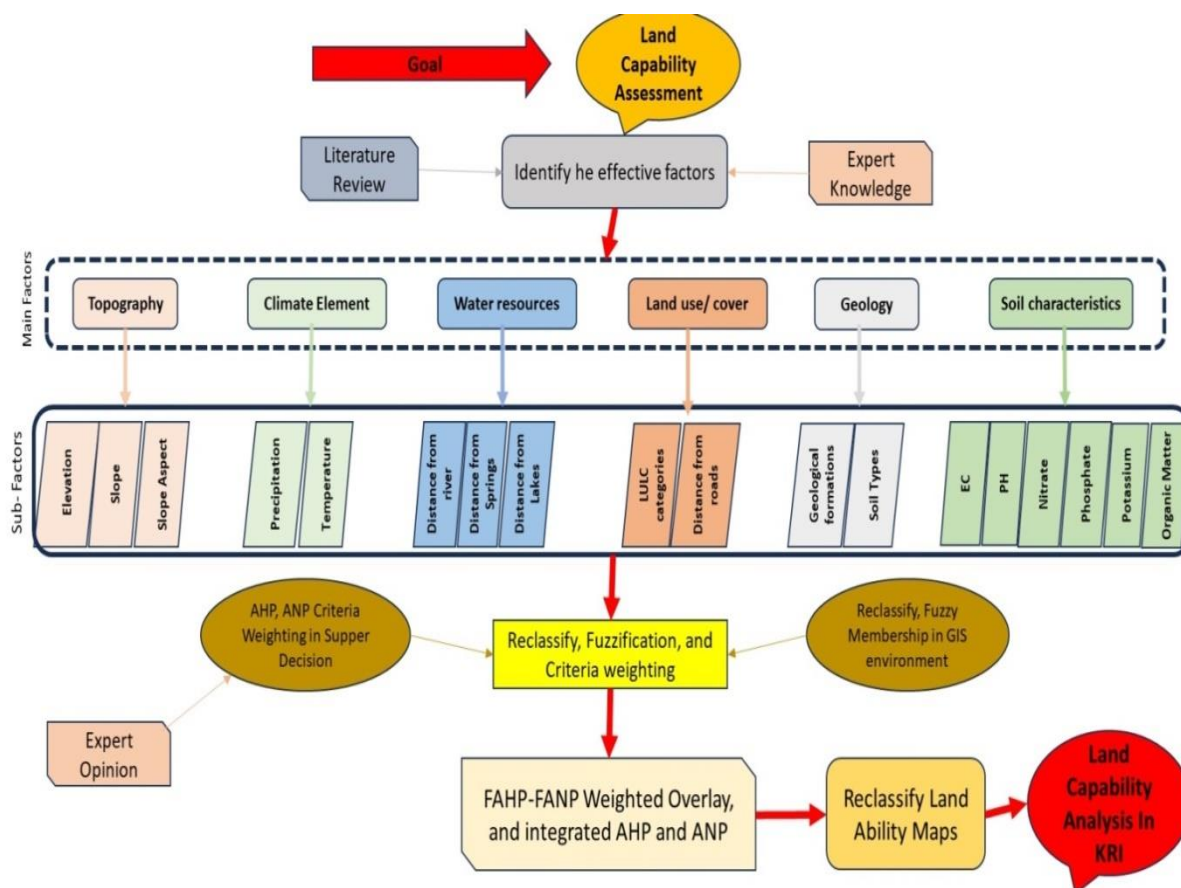 Goal
Land
Capability
Assessment
Literature
Review
Identify he effective factors
Expert
Knowledge
Main Factors
Topography
Climate Element
Water resources
Land use/ cover
Geology
Soil characteristics
Sub- Factors
Elevation
Slope
Slope Aspect
Precipitation
Temperature
Distance from
river
Distance from
Springs
Distance from
Lakes
LULC
categories
Distance from
roads
Geological
formations
Soil Types
EC
PH
Nitrate
Phosphate
Potassium
Organic Matter
AHP, ANP Criteria
Weighting in Supper
Decision
Reclassify, Fuzzification, and
Criteria weighting
Reclassify, Fuzzy
Membership in GIS
environment
Expert
Opinion
FAHP-FANP Weighted Overlay,
and integrated AHP and ANP
Reclassify Land
Ability Maps
Land
Capability
Analysis In
KRI